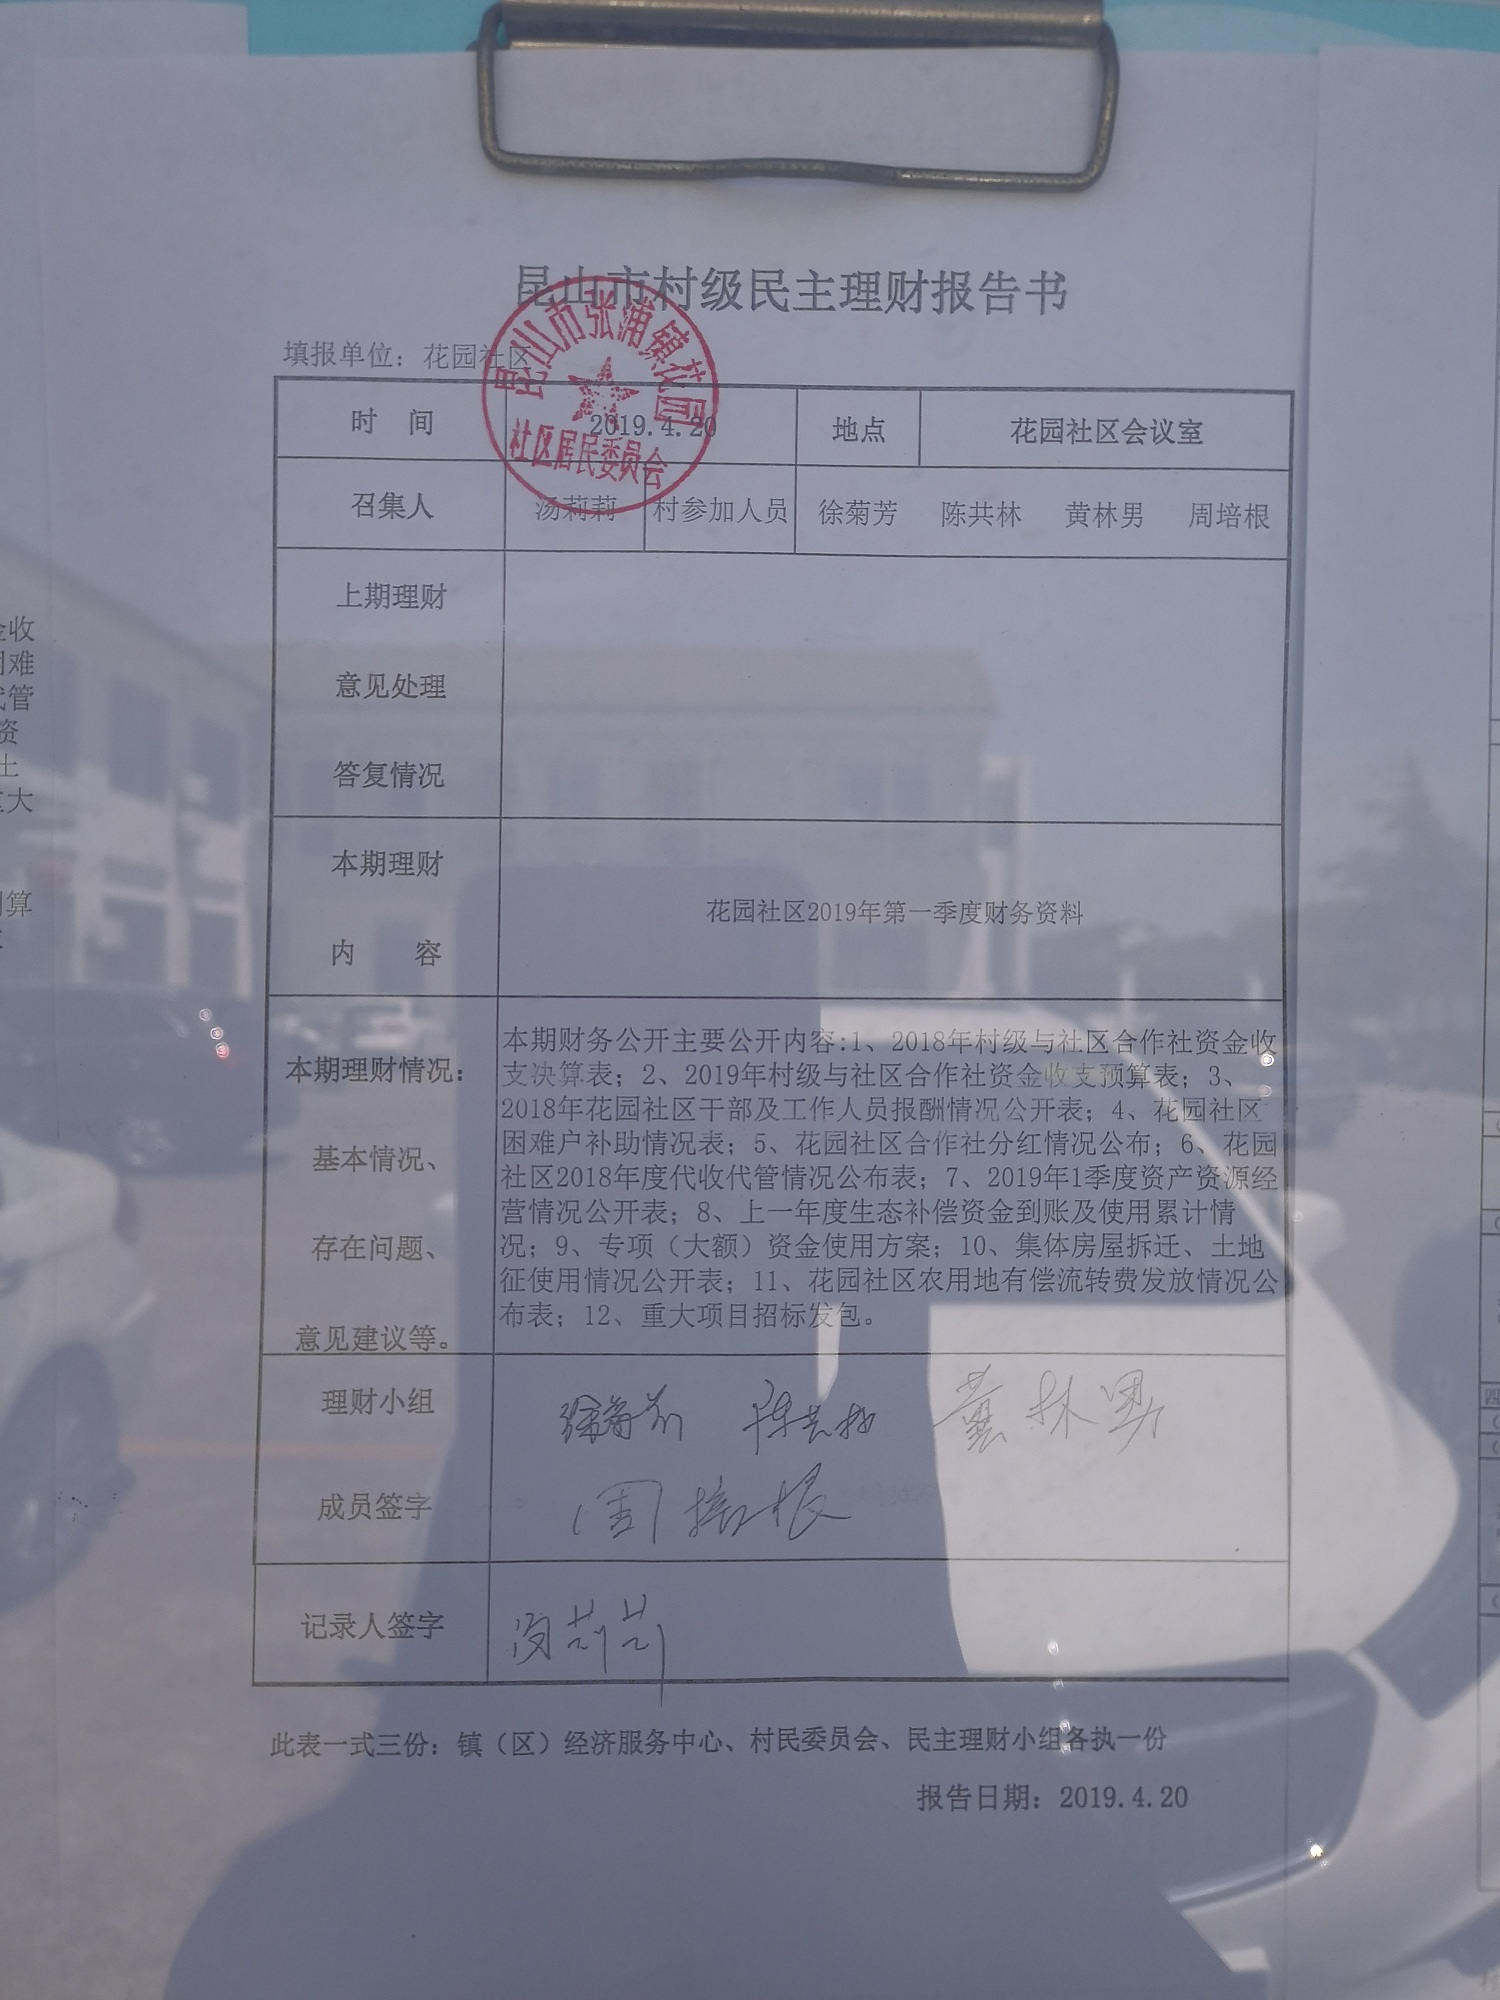 昆山市村级民主理财报告书
填报单位：花园社区
昆山市张浦镇花园
社区居民委员会
时 间 2019.4.20 地点 花园社区会议室
召集人 汤莉莉 村参加人员 徐菊芳 陈共林 黄林男 周培根
上期理财
意见处理
答复情况
本期理财
内 容
花园社区2019年第一季度财务资料
本期理财情况：
基本情况、
存在问题、
意见建议等。
本期财务公开主要公开内容:1、2018年村级与社区合作社资金收
支决算表；2、2019年村级与社区合作社资金收支预算表；3、
2018年花园社区干部及工作人员报酬情况公开表；4、花园社区
困难户补助情况表；5、花园社区合作社分红情况公布；6、花园
社区2018年度代收代管情况公布表；7、2019年1季度资产资源经
营情况公开表；8、上一年度生态补偿资金到账及使用累计情
况；9、专项（大额）资金使用方案；10、集体房屋拆迁、土地
征使用情况公开表；11、花园社区农用地有偿流转费发放情况公
布表；12、重大项目招标发包。
理财小组
成员签字
徐菊芳 陈共林 黄林男
周培根
记录人签字 汤莉莉
此表一式三份：镇（区）经济服务中心、村民委员会、民主理财小组各执一份
报告日期：2019.4.20
金收
困难
代管
资
土
重大
算